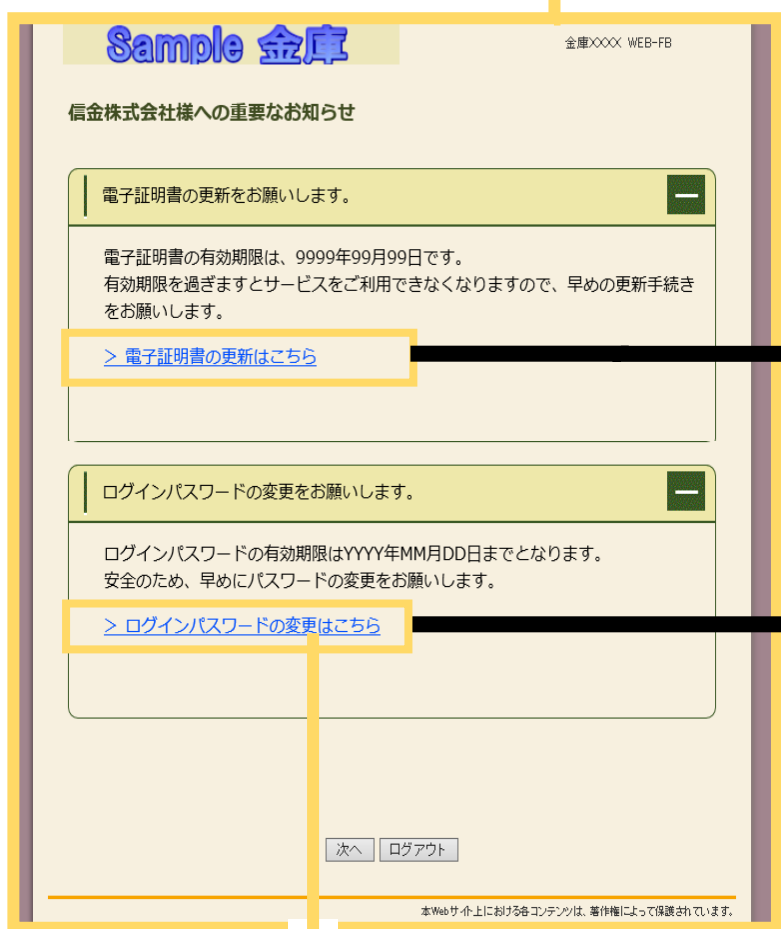 Sample 金庫
金庫XXXX WEB-FB
信金株式会社様への重要なお知らせ
電子証明書の更新をお願いします。
電子証明書の有効期限は、9999年99月99日です。
有効期限を過ぎますとサービスをご利用できなくなりますので、早めの更新手続き
をお願いします。
＞ 電子証明書の更新はこちら
ログインパスワードの変更をお願いします。
ログインパスワードの有効期限はYYYY年MM月DD日までとなります。
安全のため、早めにパスワードの変更をお願いします。
＞ ログインパスワードの変更はこちら
次へ ログアウト
本Webサイト上における各コンテンツは、著作権によって保護されています。